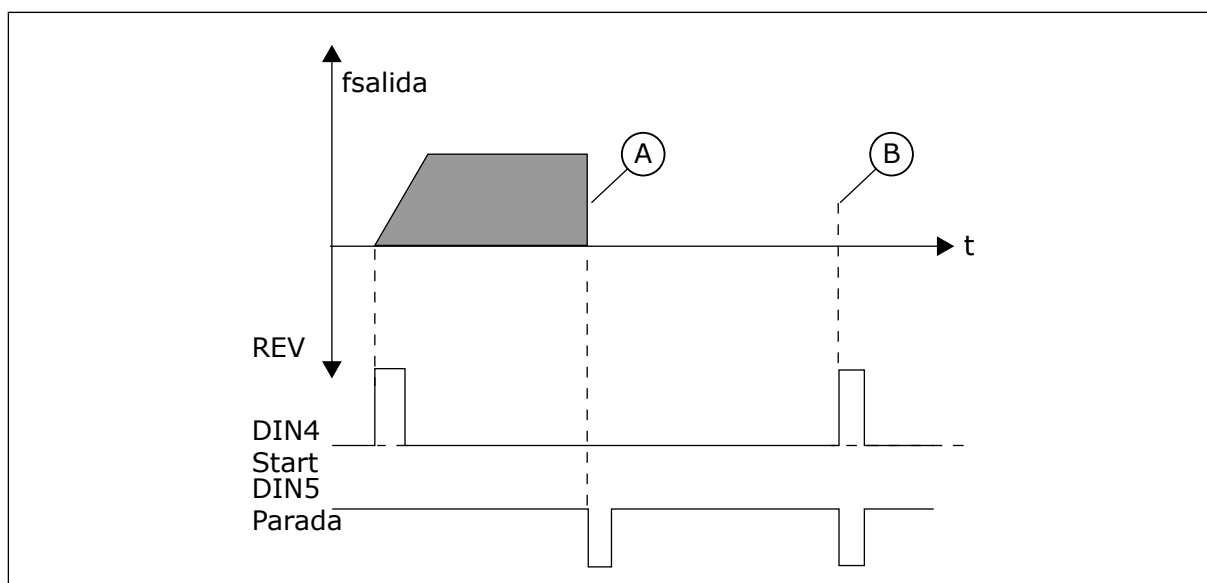 fsalida
A
B
t
REV
DIN4
Start
DIN5
Parada